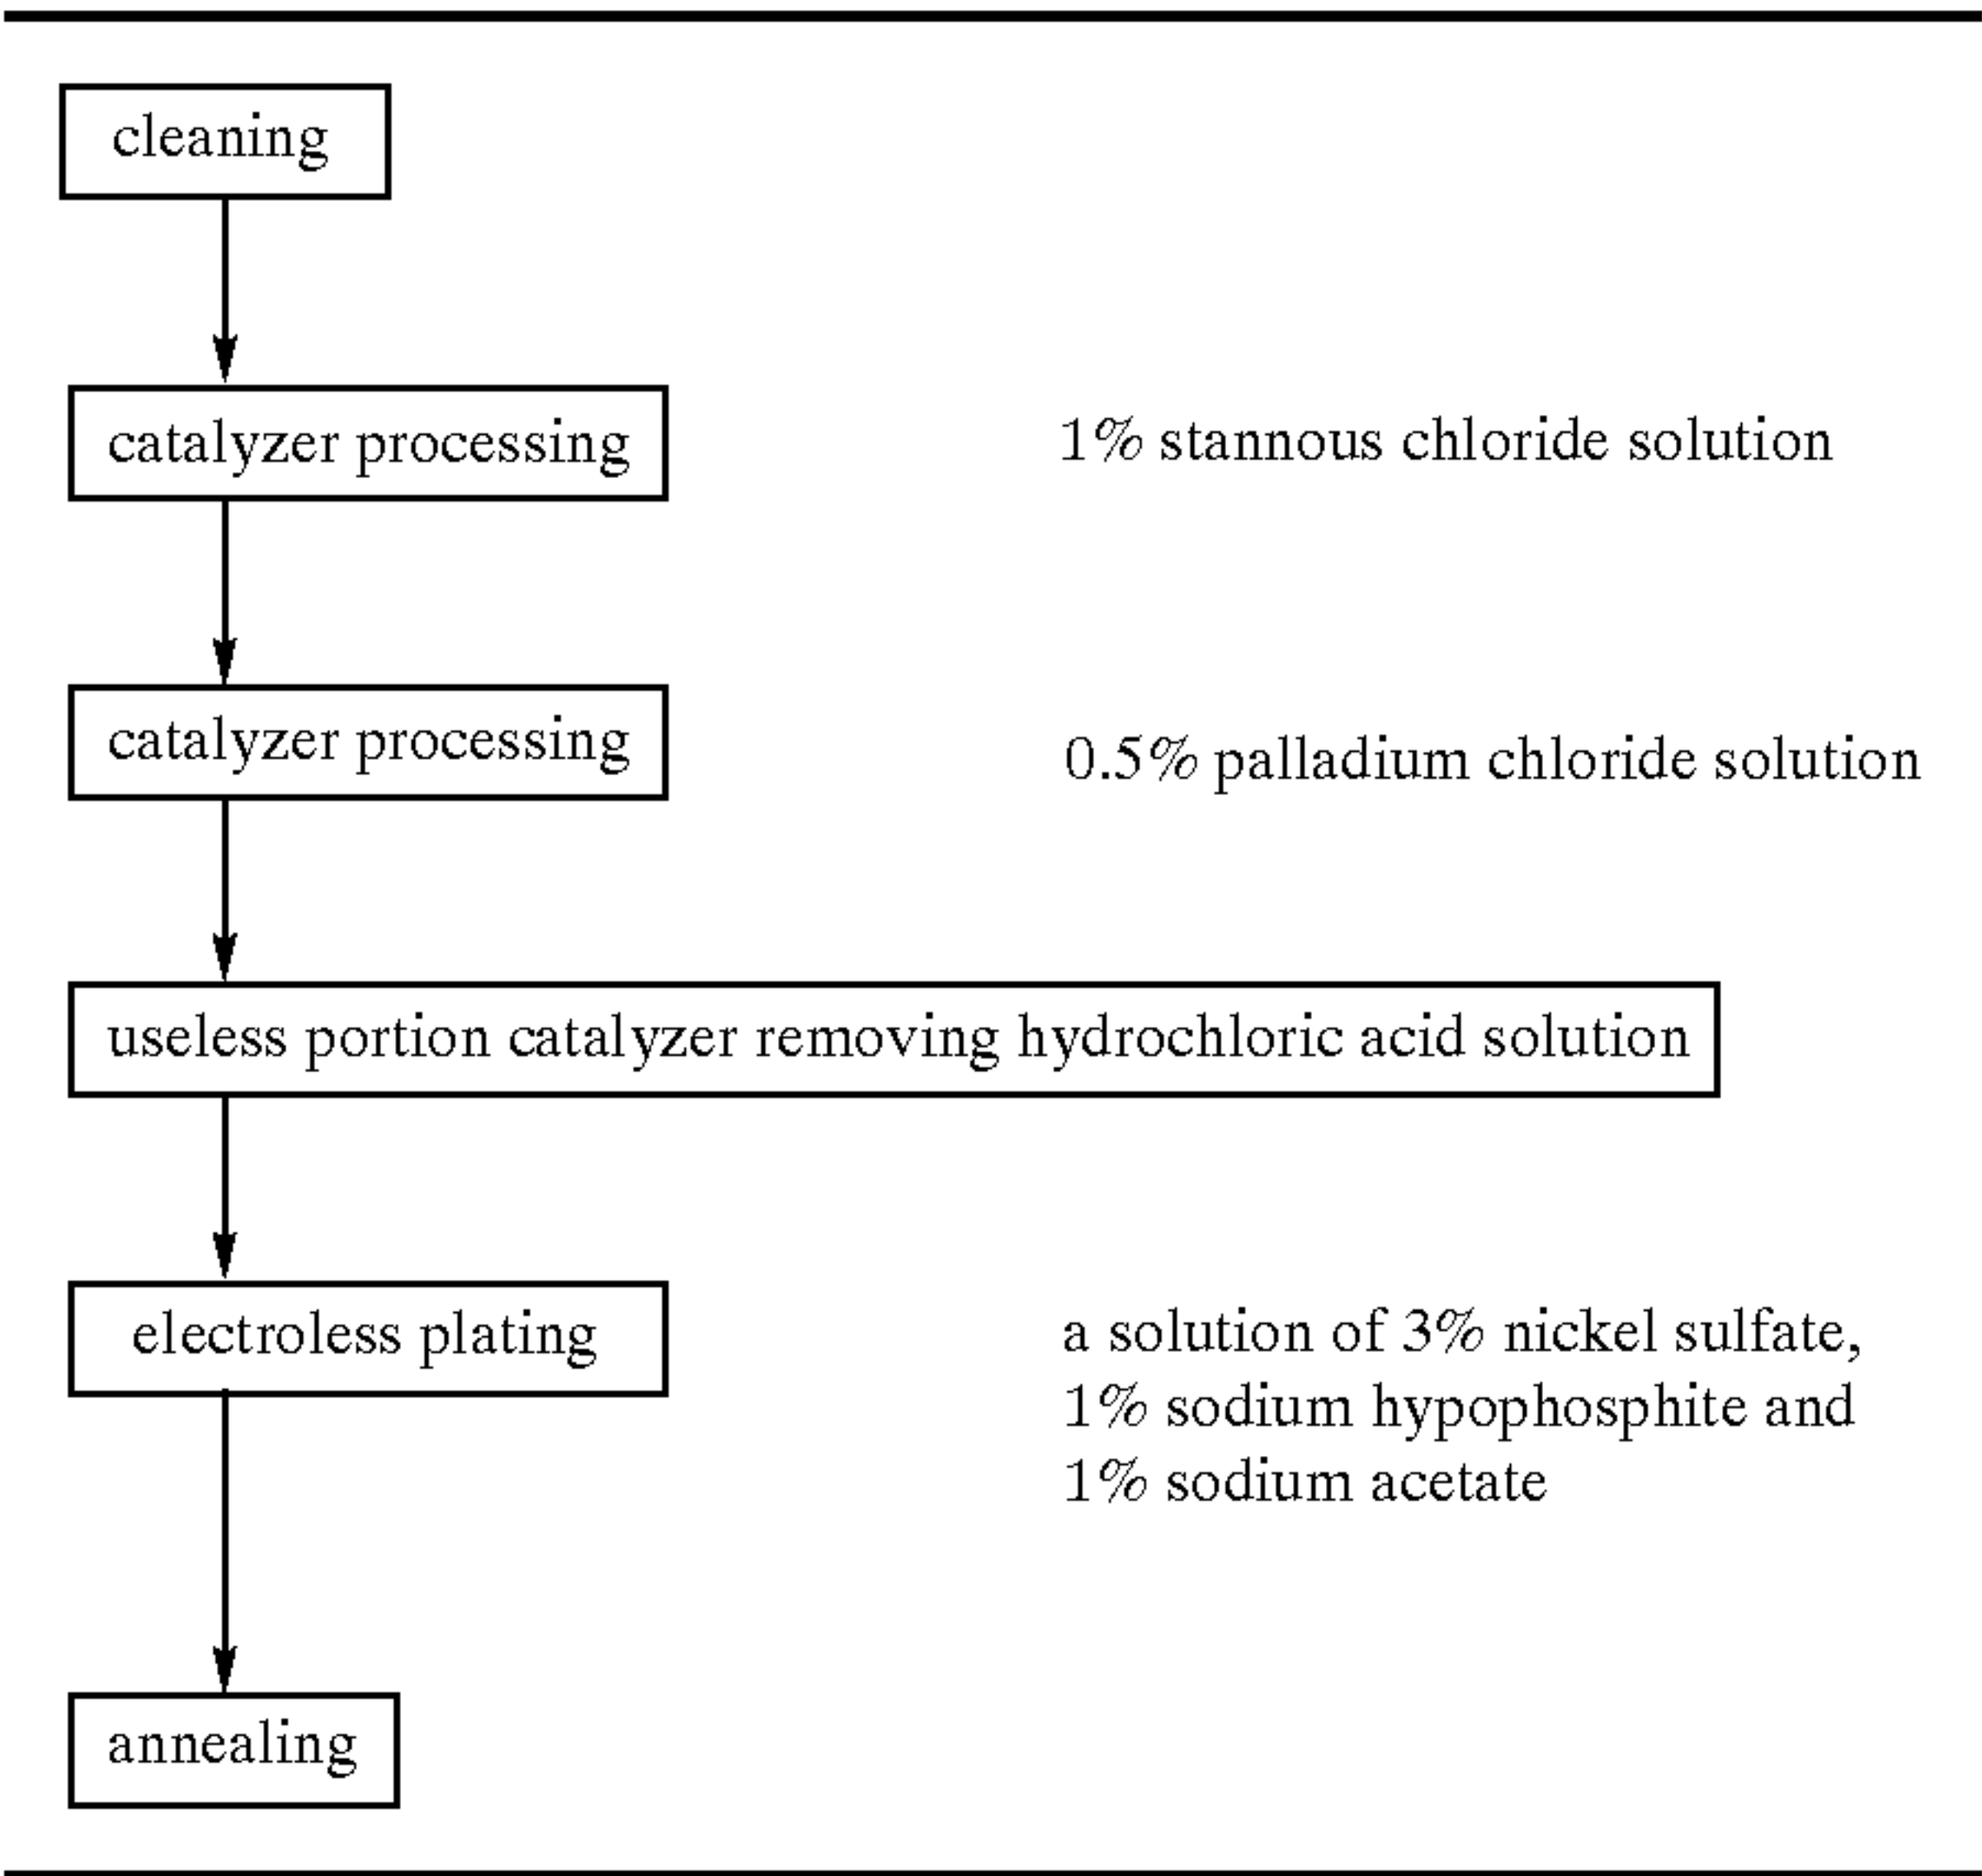 cleaning
catalyzer processing
1% stannous chloride solution
catalyzer processing
0.5% palladium chloride solution
useless portion catalyzer removing hydrochloric acid solution
electroless plating
a solution of 3% nickel sulfate,
1% sodium hypophosphite and
1% sodium acetate
annealing